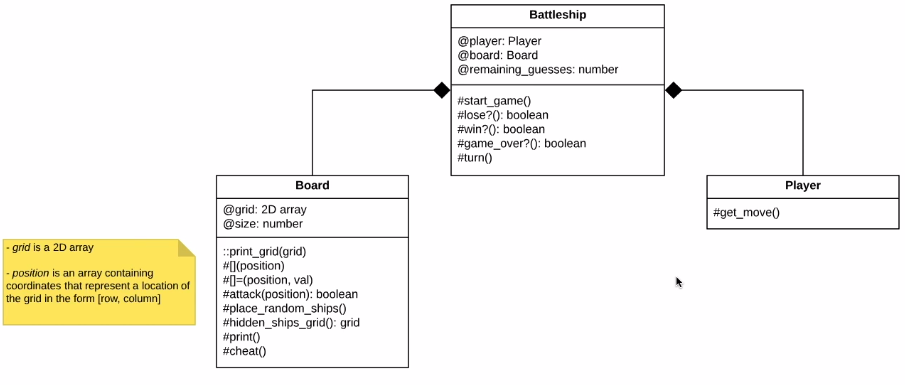 Battleship
@player: Player
@board: Board
@remaining_guesses: number
#start_game()
#lose?(): boolean
#win?(): boolean
#game_over?(): boolean
#turn()
Board
@grid: 2D array
@size: number
::print_grid(grid)
#[](position)
#[]=(position, val)
#attack(position): boolean
#place_random_ships()
#hidden_ships_grid(): grid
#print()
#cheat()
Player
#get_move()
- grid is a 2D array
- position is an array containing
coordinates that represent a location of
the grid in the form [row, column]